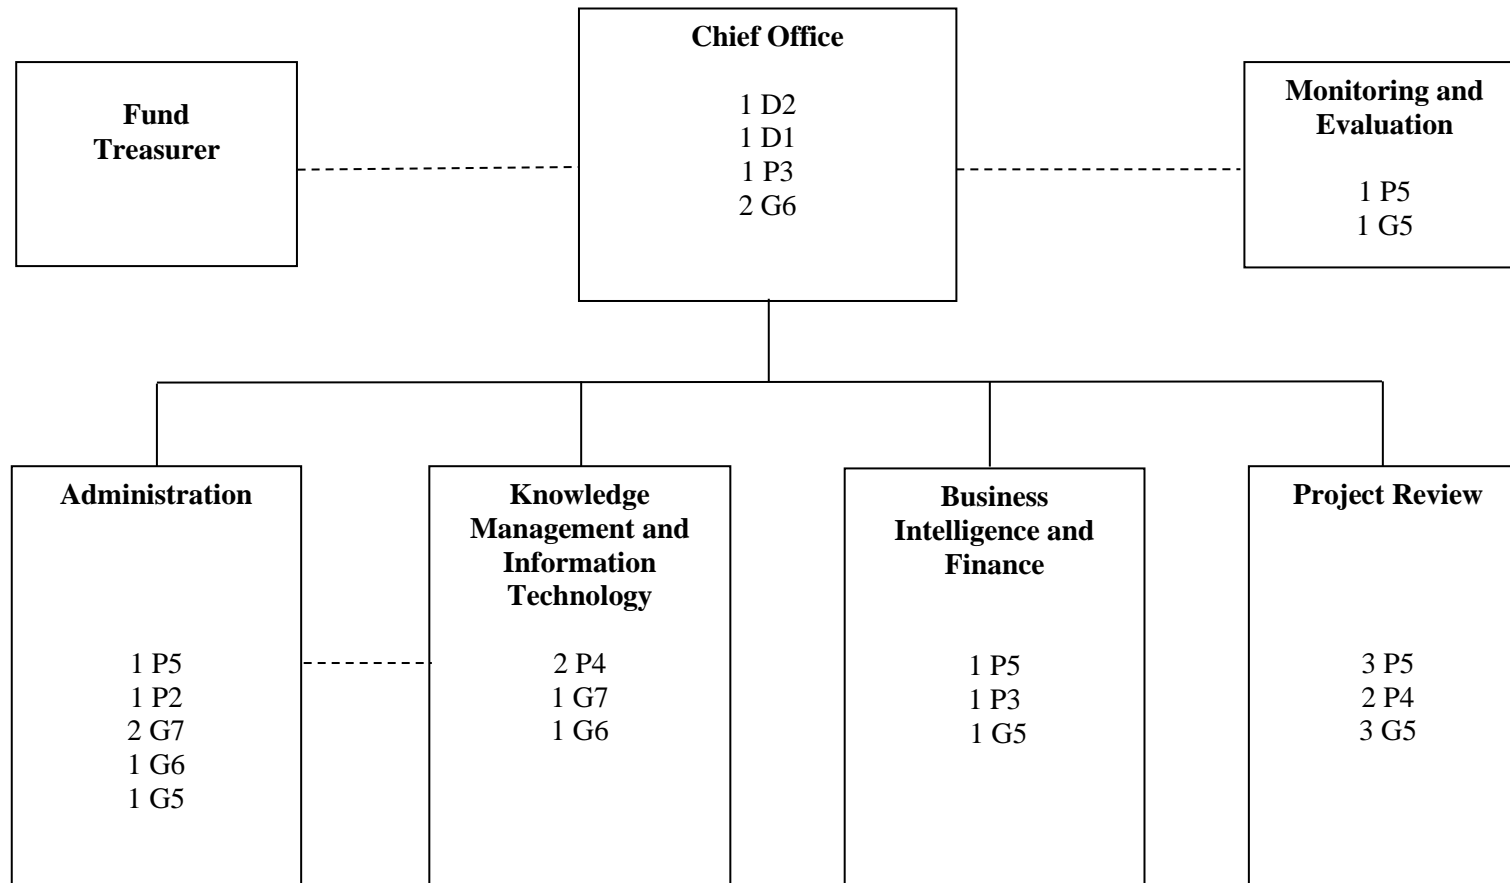 Chief Office
1 D2
1 D1
1 P3
2 G6
Fund
Treasurer
Monitoring and
Evaluation
1 P5
1 G5
Administration
1 P5
1 P2
2 G7
1 G6
1 G5
Knowledge
Management and
Information
Technology
2 P4
1 G7
1 G6
Business
Intelligence and
Finance
1 P5
1 P3
1 G5
Project Review
3 P5
2 P4
3 G5